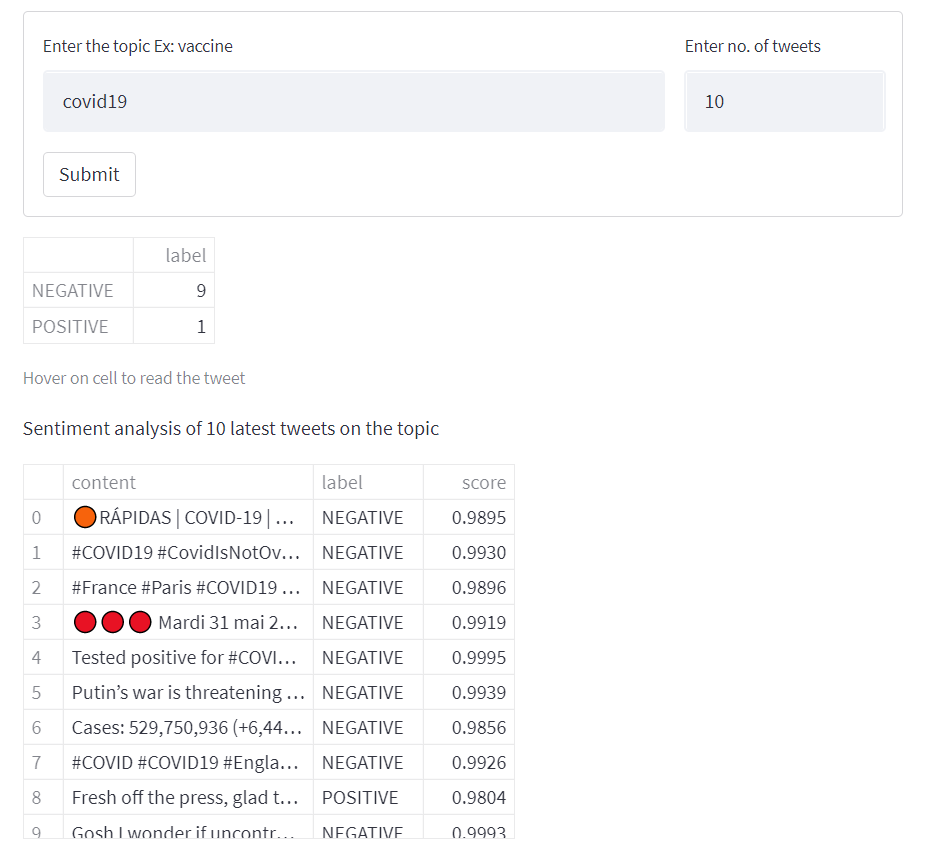 Enter the topic Ex: vaccine Enter no. of tweets
covid19 10
Submit
label
NEGATIVE 9
POSITIVE 1
Hover on cell to read the tweet
Sentiment analysis of 10 latest tweets on the topic
content label score
0 🟠RÁPIDAS | COVID-19 | ... NEGATIVE 0.9895
1 #COVID19 #CovidIsNotOv... NEGATIVE 0.9930
2 #France #Paris #COVID19 ... NEGATIVE 0.9896
3 🔴🔴🔴 Mardi 31 mai 2... NEGATIVE 0.9919
4 Tested positive for #COVI... NEGATIVE 0.9995
5 Putin’s war is threatening ... NEGATIVE 0.9939
6 Cases: 529,750,936 (+6,44... NEGATIVE 0.9856
7 #COVID #COVID19 #Engla... NEGATIVE 0.9926
8 Fresh off the press, glad t... POSITIVE 0.9804
9 Gosh I wonder if uncontr... NEGATIVE 0.9993